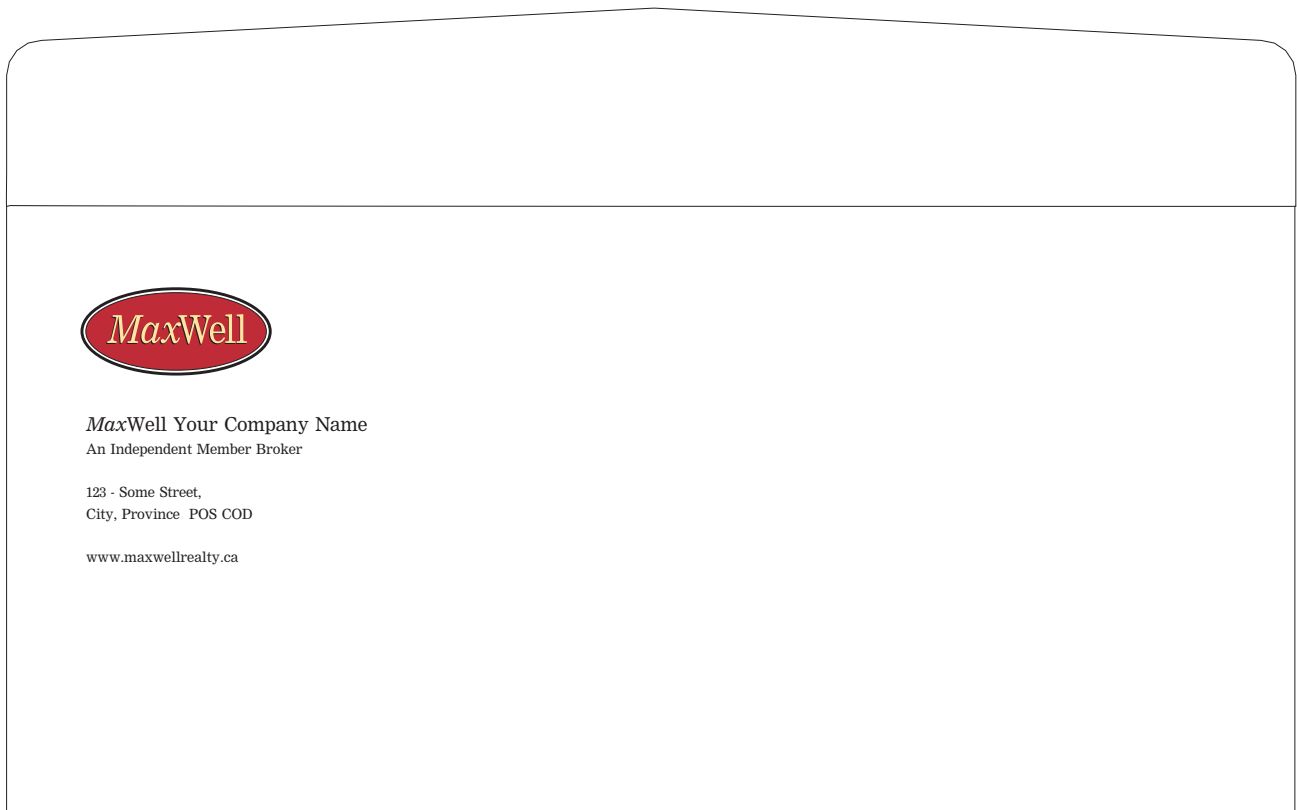 MaxWell
MaxWell Your Company Name
An Independent Member Broker
123 - Some Street,
City, Province  POS COD
www.maxwellrealty.ca